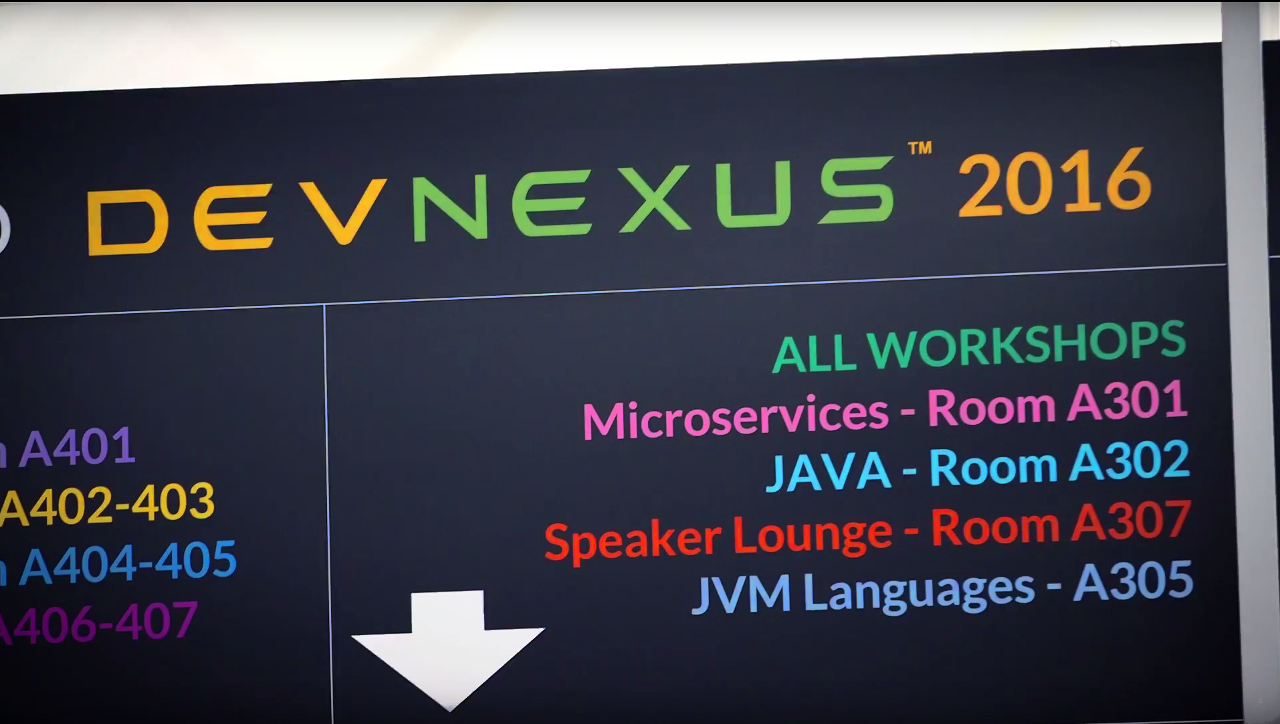 DEVNEXUS™ 2016
A401
A402-403
A404-405
A406-407
ALL WORKSHOPS
Microservices - Room A301
JAVA - Room A302
Speaker Lounge - Room A307
JVM Languages - A305